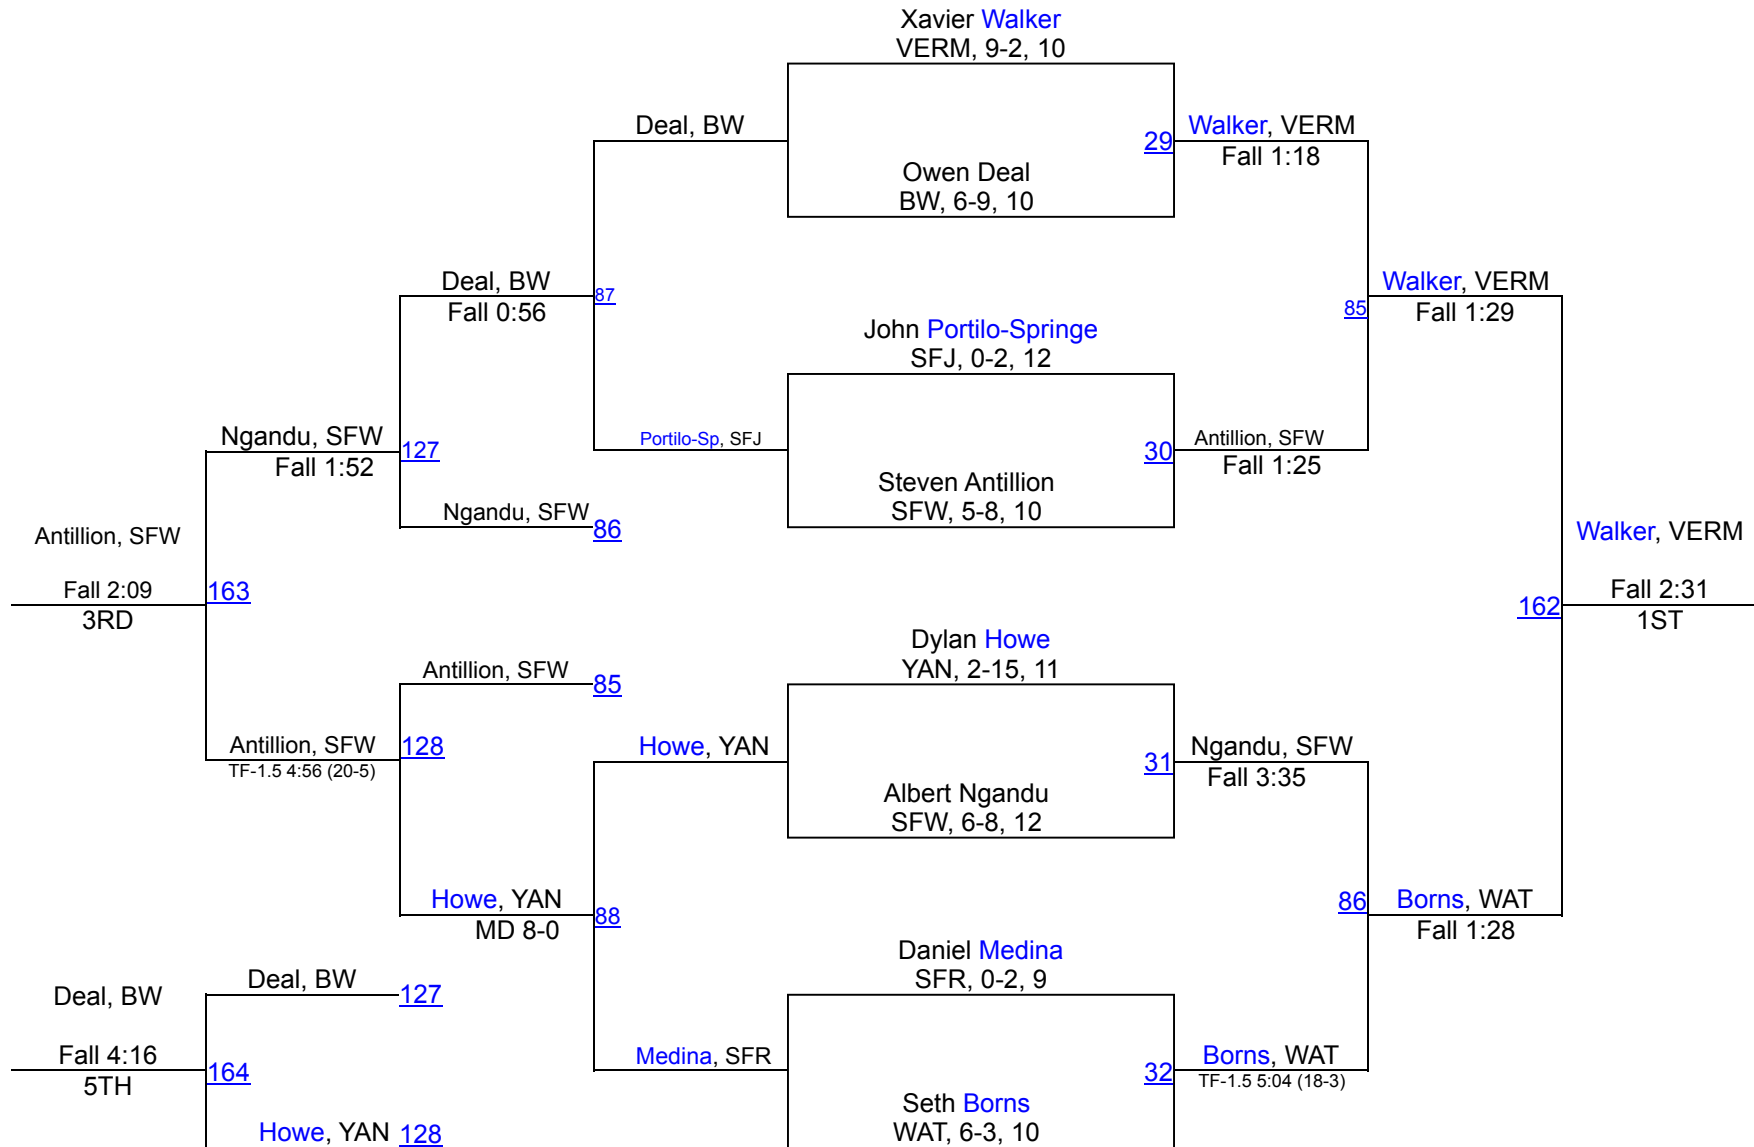 Xavier Walker
VERM, 9-2, 10
Deal, BW
29
Walker, VERM
Fall 1:18
Owen Deal
BW, 6-9, 10
Deal, BW
Fall 0:56
87
Walker, VERM
Fall 1:29
85
John Portilo-Springe
SFJ, 0-2, 12
Ngandu, SFW
Fall 1:52
127
Portilo-Sp, SFJ
30
Antillion, SFW
Fall 1:25
Steven Antillion
SFW, 5-8, 10
Ngandu, SFW
86
Antillion, SFW
Fall 2:09
3RD
163
Walker, VERM
Fall 2:31
1ST
162
Dylan Howe
YAN, 2-15, 11
Antillion, SFW
85
Antillion, SFW
TF-1.5 4:56 (20-5)
128
Howe, YAN
31
Ngandu, SFW
Fall 3:35
Albert Ngandu
SFW, 6-8, 12
Howe, YAN
MD 8-0
88
86
Borns, WAT
Fall 1:28
Daniel Medina
SFR, 0-2, 9
Deal, BW
Deal, BW
127
Fall 4:16
5TH
164
Medina, SFR
32
Borns, WAT
TF-1.5 5:04 (18-3)
Seth Borns
WAT, 6-3, 10
Howe, YAN
128